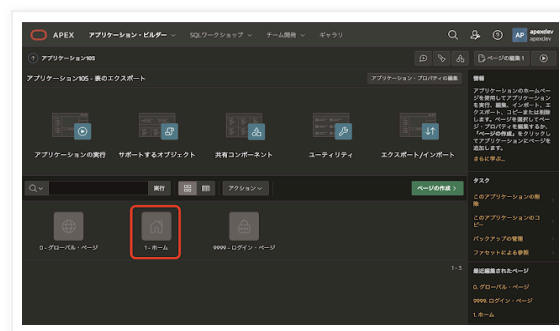 APEX アプリケーション・ビルダー SQLワークショップ チーム開発 ギャラリ AP apexdev apexdev
アプリケーション105 ページの編集 1
アプリケーション105 - 表のエクスポート アプリケーション・プロパティの編集
アプリケーションの実行 サポートするオブジェクト 共有コンポーネント ユーティリティ エクスポート/インポート
実行 アクション ページの作成
0 - グローバル・ページ 1 - ホーム 9999 - ログイン・ページ
1 - 3
情報
アプリケーションのホームページを使用してアプリケーション
を実行、編集、インポート、エ
クスポート、コピーまたは削除
します。ページを選択してペー
ジ・プロパティを編集するか、
「ページの作成」をクリックし
てアプリケーションにページを
追加します。
さらに学ぶ...
タスク
このアプリケーションの削
除
このアプリケーションのコ
ピー
バックアップの管理
ファセットによる参照
最近編集されたページ
0. グローバル・ページ
9999. ログイン・ページ
1. ホーム